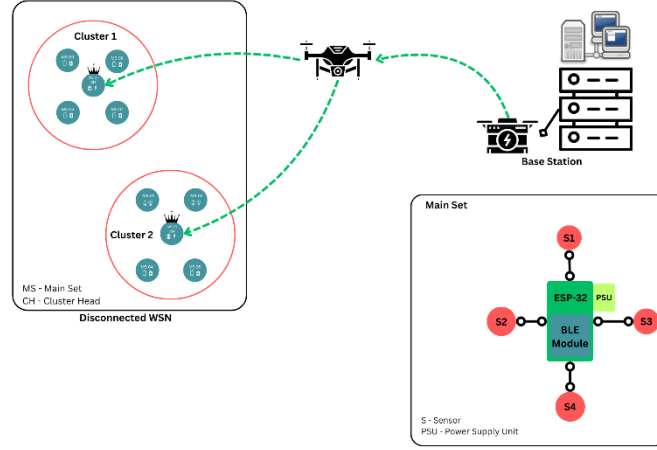 Cluster 1
Cluster 2
MS - Main Set
CH - Cluster Head
Disconnected WSN
Base Station
Main Set
S1
ESP-32
PSU
S2
BLE
Module
S3
S4
S - Sensor
PSU - Power Supply Unit